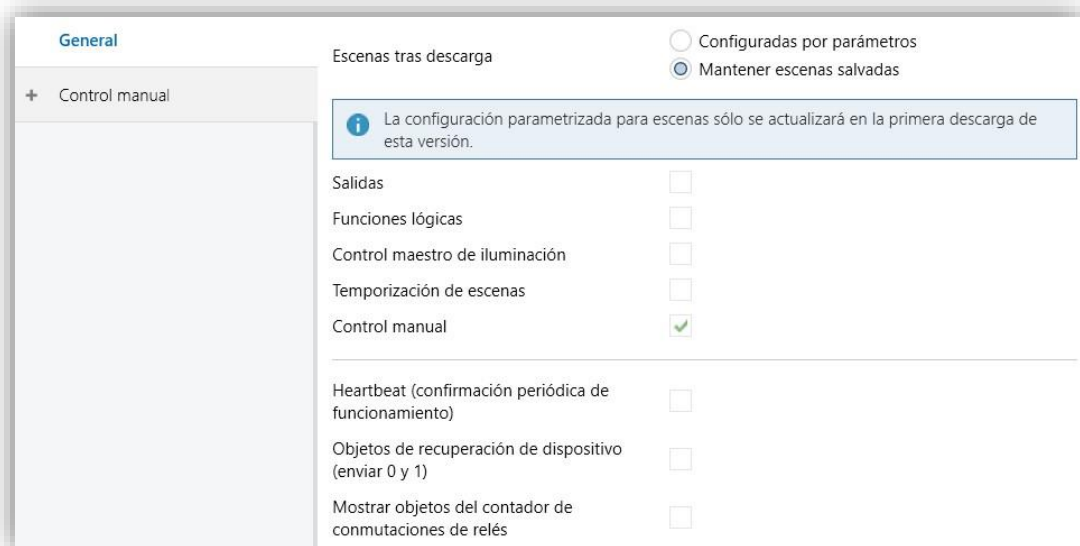 General
+ Control manual
Escenas tras descarga
Configuradas por parámetros
Mantener escenas salvadas
La configuración parametrizada para escenas sólo se actualizará en la primera descarga de
esta versión.
Salidas
Funciones lógicas
Control maestro de iluminación
Temporización de escenas
Control manual
Heartbeat (confirmación periódica de
funcionamiento)
Objetos de recuperación de dispositivo
(enviar 0 y 1)
Mostrar objetos del contador de
conmutaciones de relés